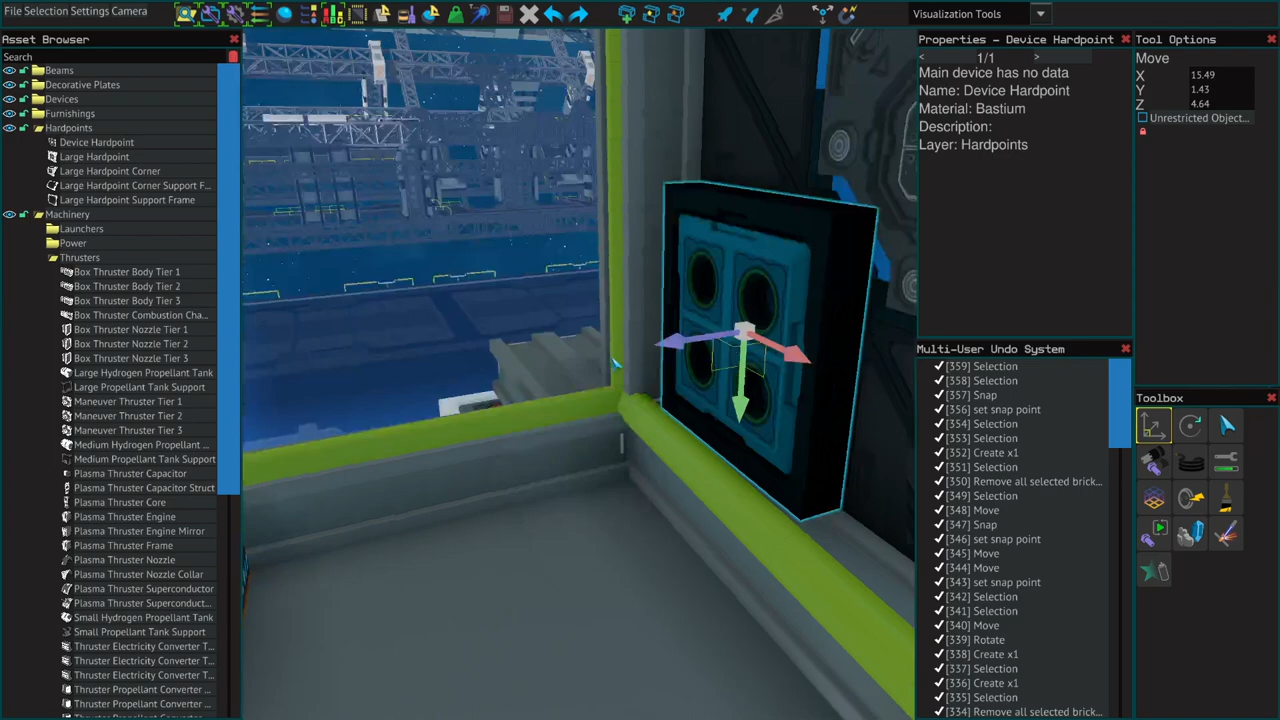 File Selection Settings Camera
Visualization Tools
Asset Browser
Search
Beams
Decorative Plates
Devices
Furnishings
Hardpoints
Device Hardpoint
Large Hardpoint
Large Hardpoint Corner
Large Hardpoint Corner Support F...
Large Hardpoint Support Frame
Machinery
Launchers
Power
Thrusters
Box Thruster Body Tier 1
Box Thruster Body Tier 2
Box Thruster Body Tier 3
Box Thruster Combustion Cha...
Box Thruster Nozzle Tier 1
Box Thruster Nozzle Tier 2
Box Thruster Nozzle Tier 3
Large Hydrogen Propellant Tank
Large Propellant Tank Support
Maneuver Thruster Tier 1
Maneuver Thruster Tier 2
Maneuver Thruster Tier 3
Medium Hydrogen Propellant ...
Medium Propellant Tank Support
Plasma Thruster Capacitor
Plasma Thruster Capacitor Struct
Plasma Thruster Core
Plasma Thruster Engine
Plasma Thruster Engine Mirror
Plasma Thruster Frame
Plasma Thruster Nozzle
Plasma Thruster Nozzle Collar
Plasma Thruster Superconductor
Plasma Thruster Superconduct...
Small Hydrogen Propellant Tank
Small Propellant Tank Support
Thruster Electricity Converter T...
Thruster Electricity Converter T...
Thruster Electricity Converter T...
Thruster Propellant Converter ...
Thruster Propellant Converter ...
Properties - Device Hardpoint
< 1/1 >
Main device has no data
Name: Device Hardpoint
Material: Bastium
Description:
Layer: Hardpoints
Multi-User Undo System
[359] Selection
[358] Selection
[357] Snap
[356] set snap point
[354] Selection
[353] Selection
[352] Create x1
[351] Selection
[350] Remove all selected brick...
[349] Selection
[348] Move
[347] Snap
[346] set snap point
[345] Move
[344] Move
[343] set snap point
[342] Selection
[341] Selection
[340] Move
[339] Rotate
[338] Create x1
[337] Selection
[336] Create x1
[335] Selection
[334] Remove all selected brick...
Tool Options
Move
X 15.49
Y 1.43
Z 4.64
Unrestricted Object...
Toolbox